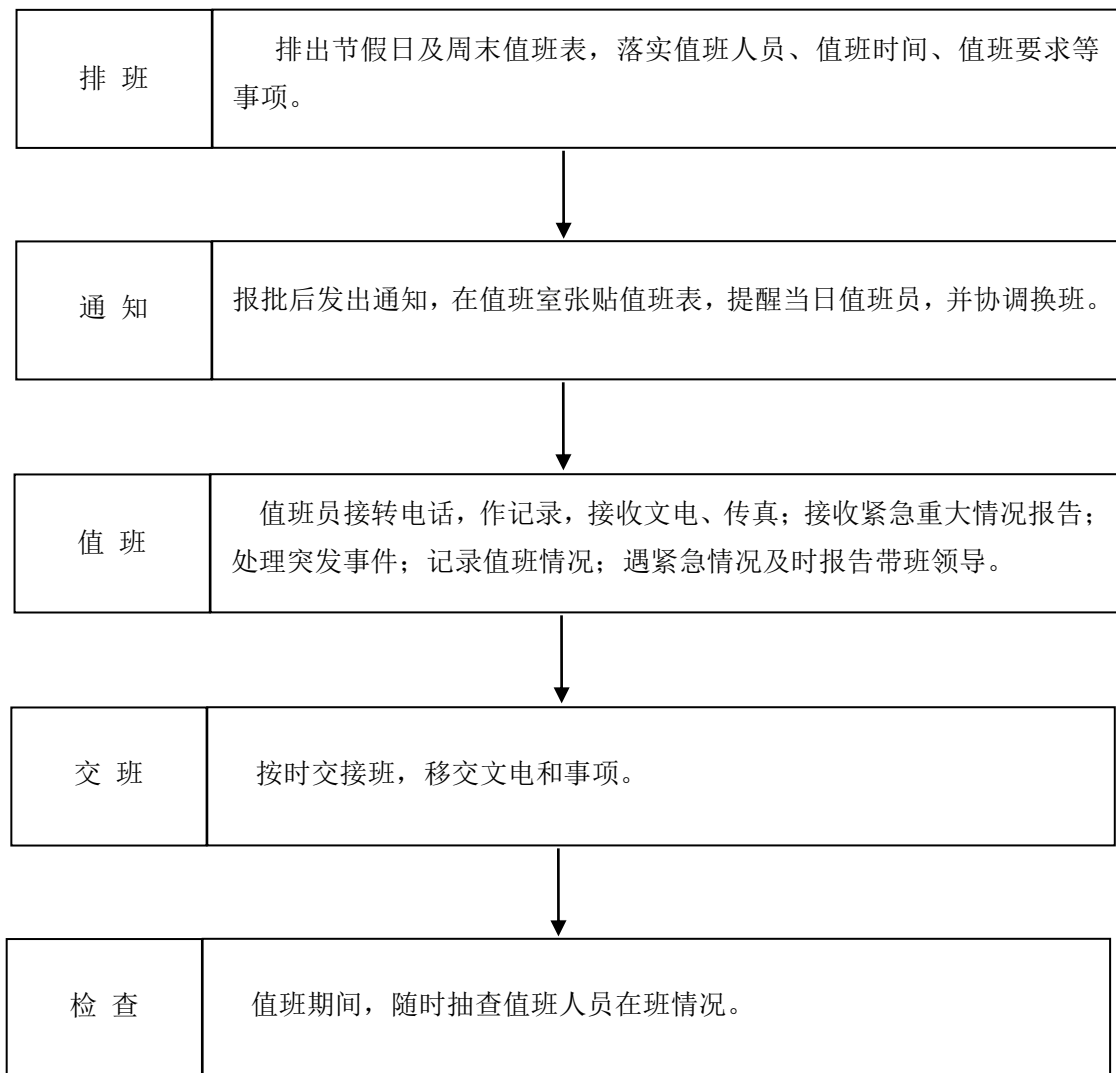 排 班
排出节假日及周末值班表，落实值班人员、值班时间、值班要求等
事项。
通 知
报批后发出通知，在值班室张贴值班表，提醒当日值班员，并协调换班。
值 班
值班员接转电话，作记录，接收文电、传真；接收紧急重大情况报告；
处理突发事件；记录值班情况；遇紧急情况及时报告带班领导。
交 班
按时交接班，移交文电和事项。
检 查
值班期间，随时抽查值班人员在班情况。